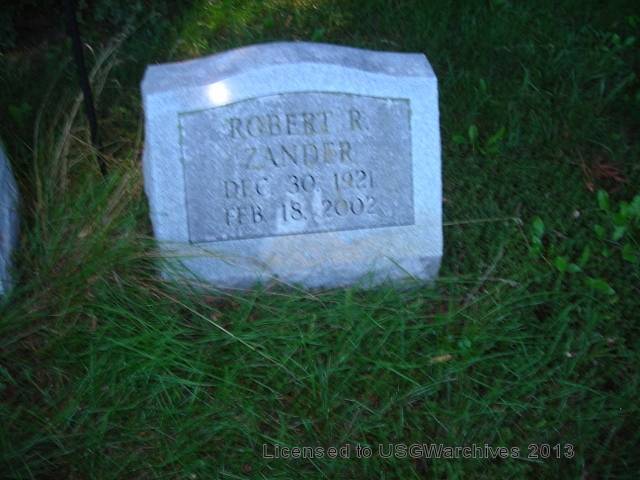 ROBERT R.
ZANDER
DEC. 30, 1921
FEB. 18, 2002
Licensed to USGWarchives 2013